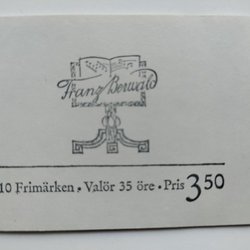 Franz Berwald
10 Frimärken • Valör 35 öre • Pris 3 50